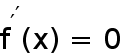 f′′(x) = 0